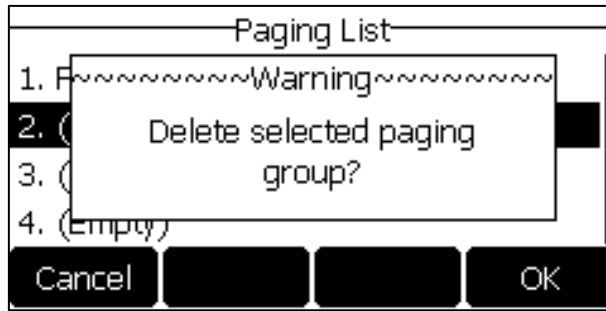 Paging List
1.
~~~~~~~~Warning~~~~~~~~
2. (
Delete selected paging
3. (
group?
4. (Empty)
Cancel
OK